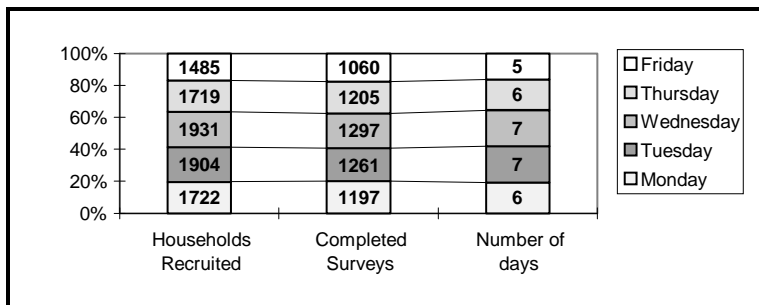 100%
80%
60%
40%
20%
0%
1485
1719
1931
1904
1722
1060
1205
1297
1261
1197
5
6
7
7
6
Households
Recruited
Completed
Surveys
Number of
days
Friday
Thursday
Wednesday
Tuesday
Monday